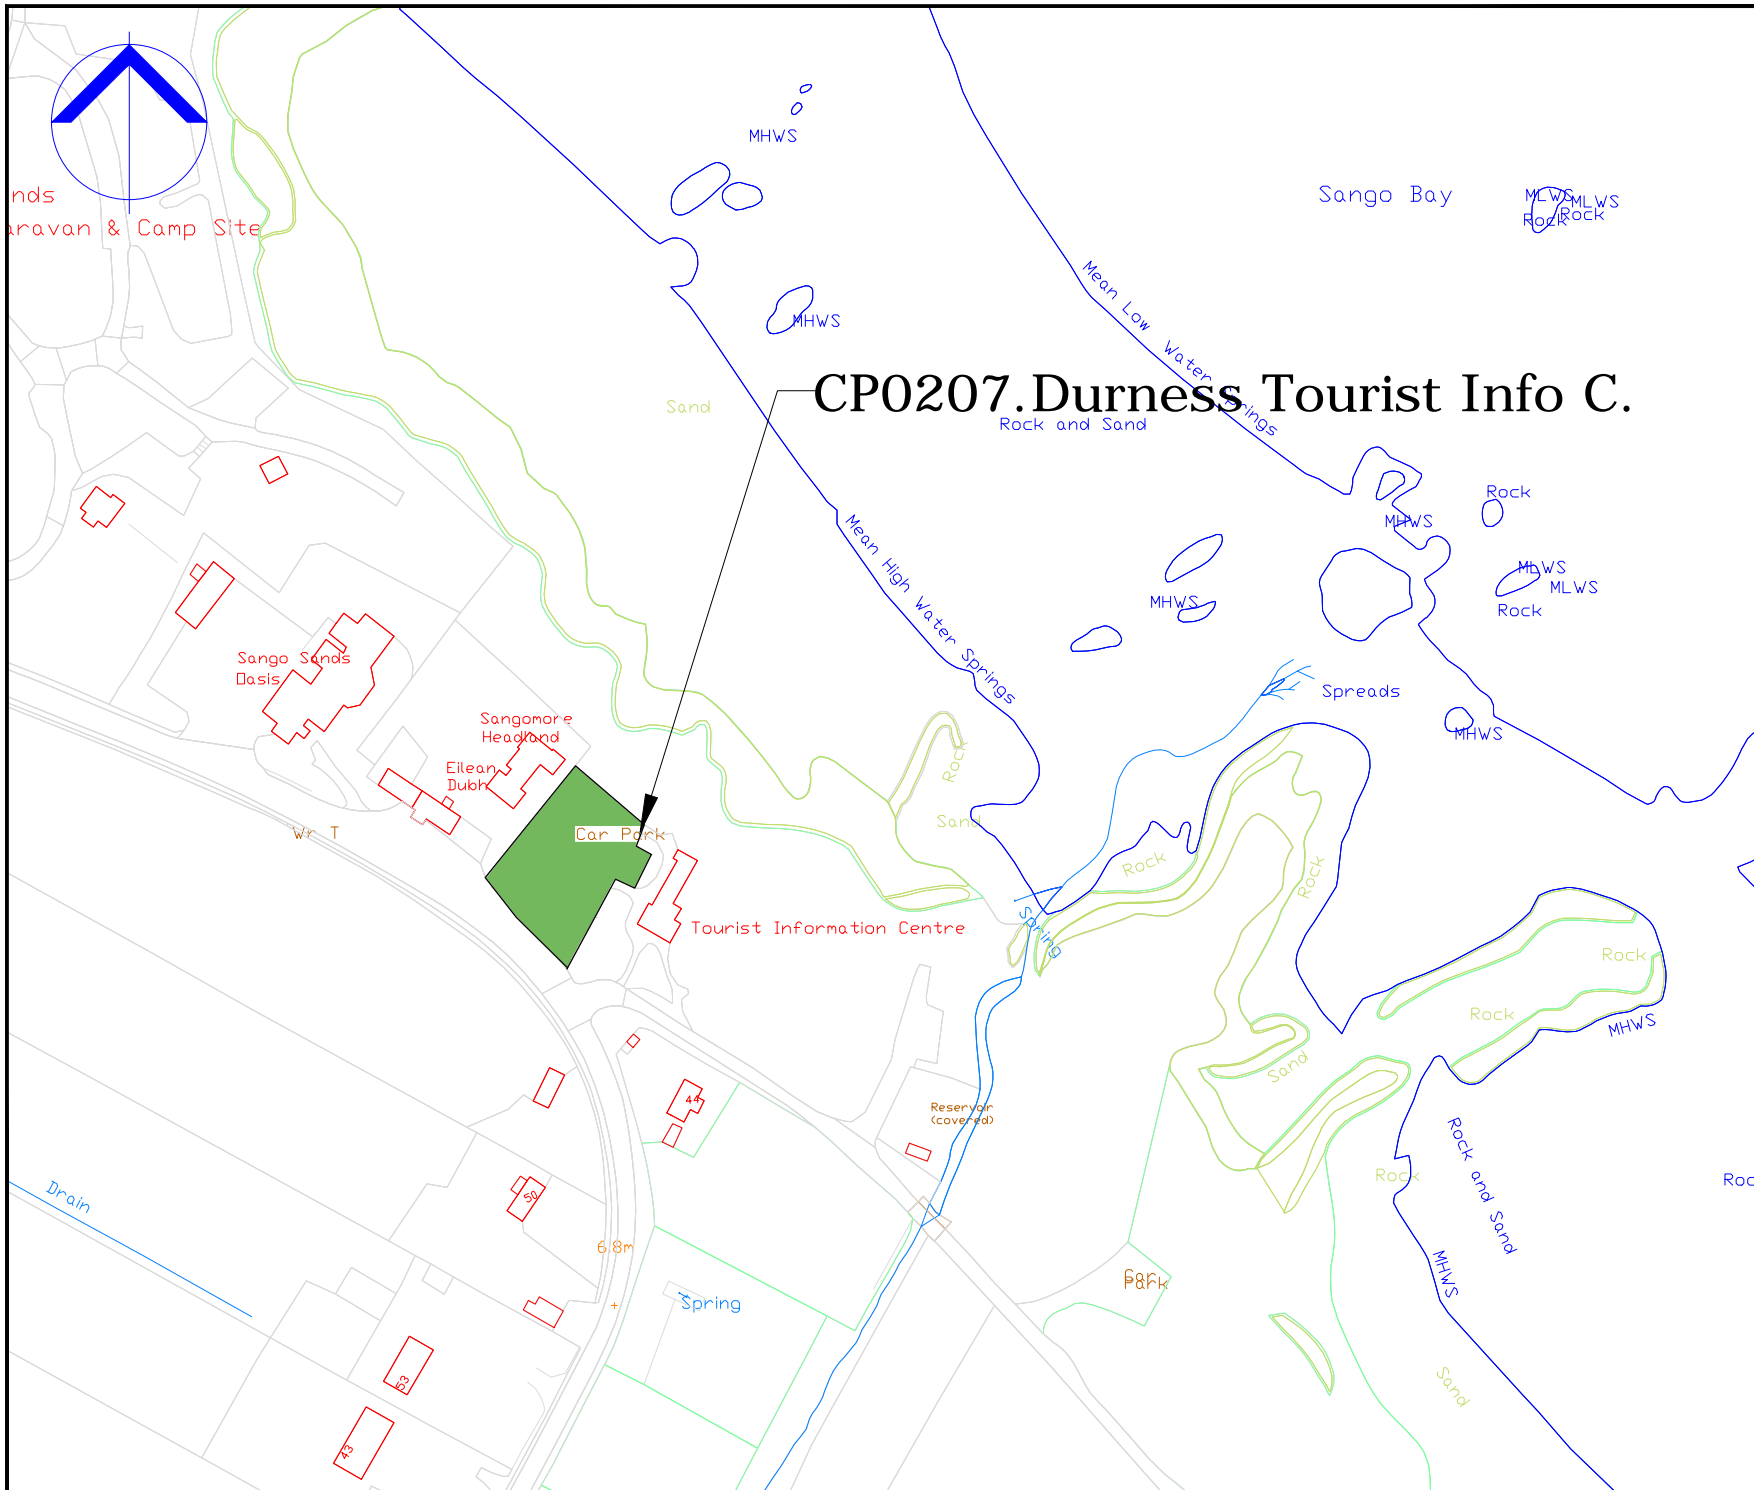 MHWS
nds
aravan & Camp Site
Sango Bay
MLWS
MLWS
Rock
Rock
MHWS
Mean Low Water Springs
CP0207.Durness Tourist Info C.
Sand
Rock and Sand
Rock
MHWS
Mean High Water Springs
MLWS
MLWS
Rock
MHWS
Sango Sands
Oasis
Spreads
Sangomore
Headland
MHWS
Rock
Eilean
Dubh
Wr T
Car Park
Sand
Rock
Rock
Tourist Information Centre
Spring
Rock
Rock
MHWS
Sand
44
Reservoir
(covered)
Rock and Sand
Rock
Roc
Drain
50
6.8m
MHWS
Car
Park
Spring
+
53
Sand
43